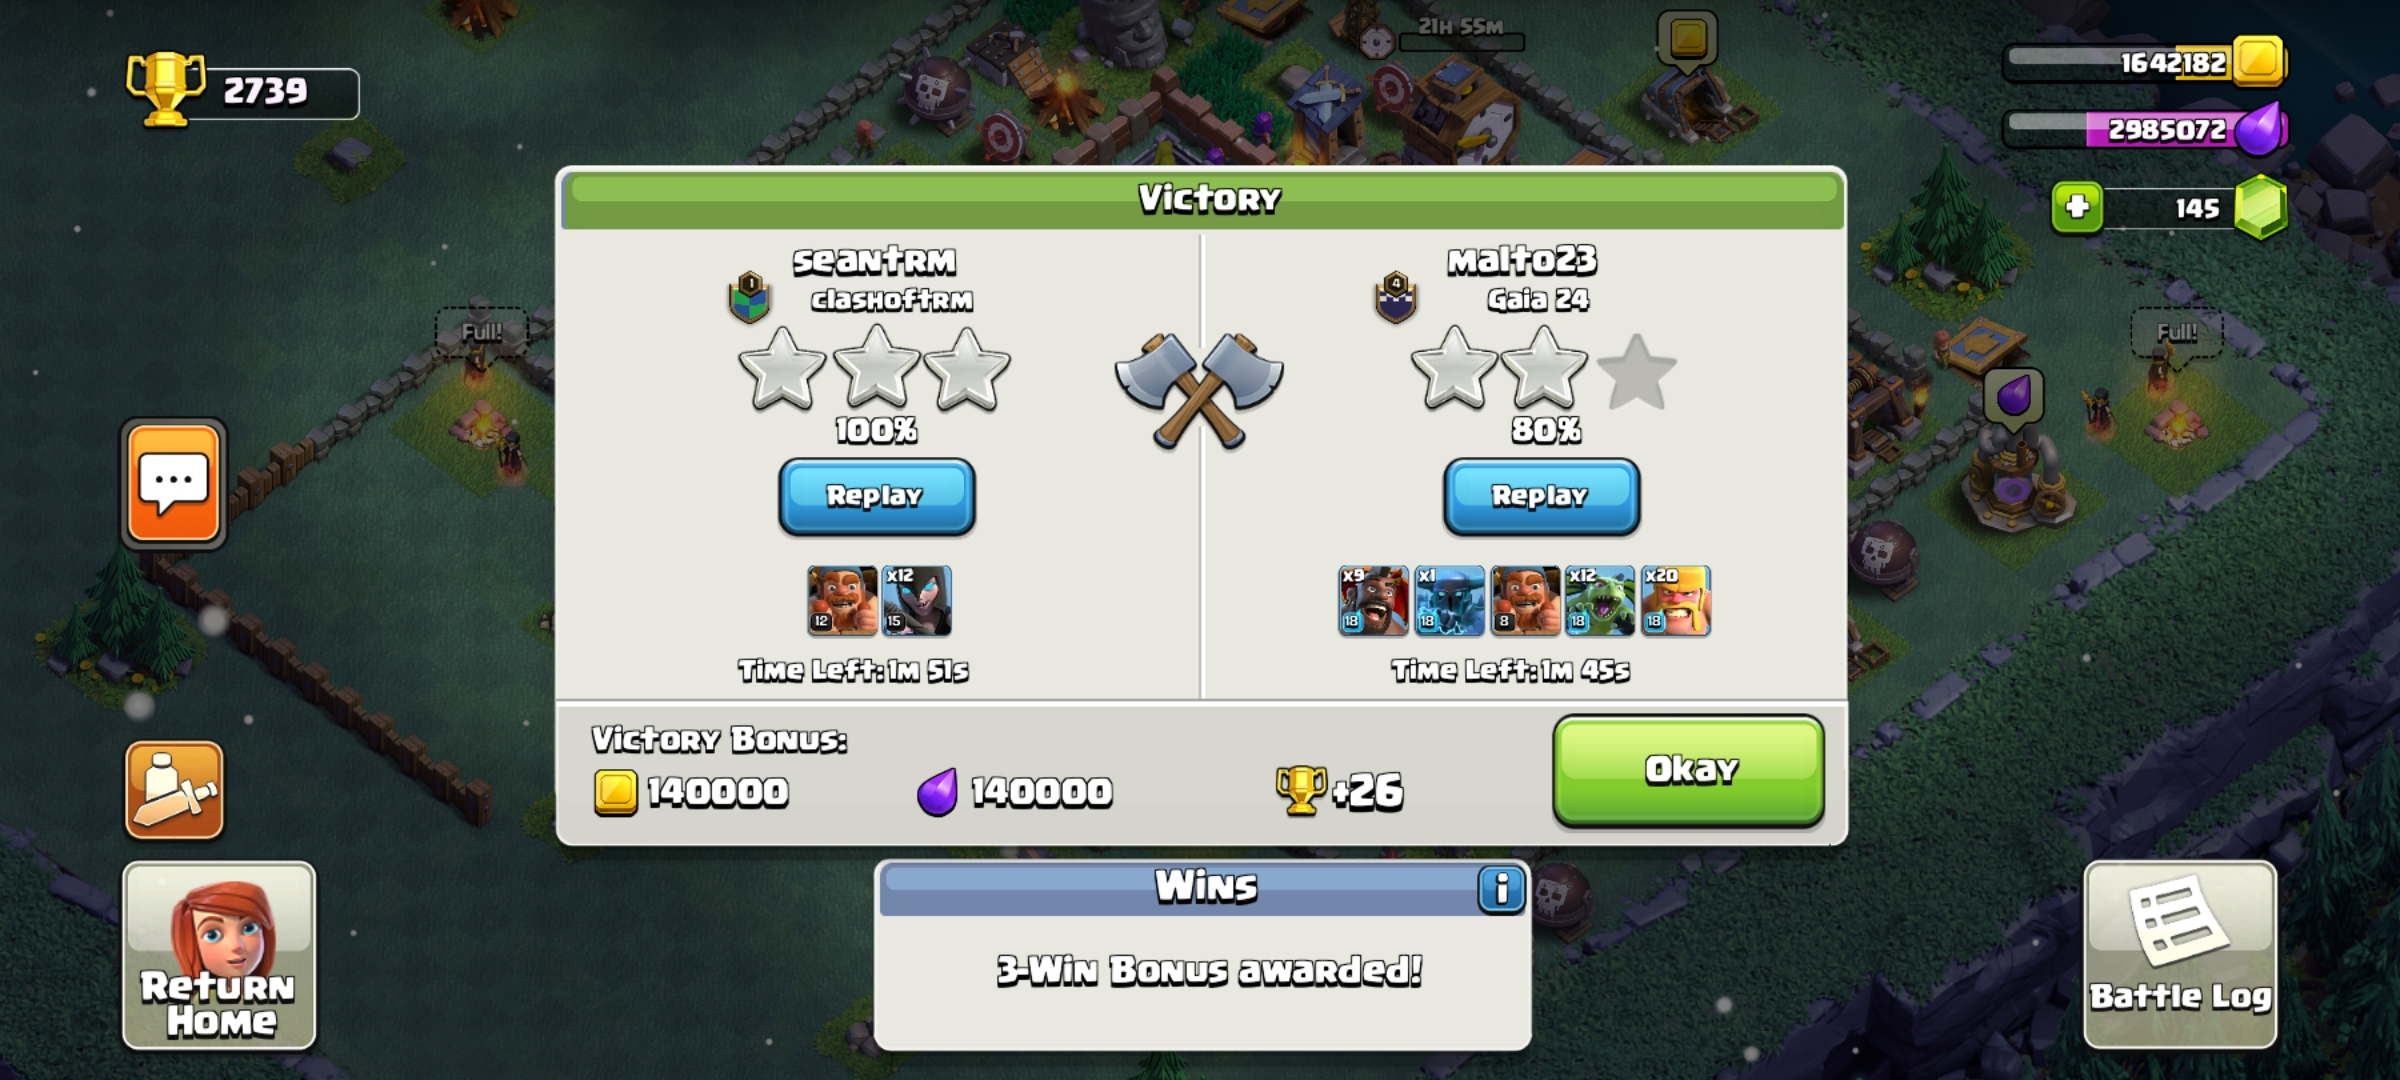 21H 55M
2739
1642182
2985072
145
Victory
seantRM
clashoftRM
1
100%
Replay
12
x12
15
Time Left: 1M 51s
Malto23
Gaia 24
4
80%
Replay
x9
18
x1
18
8
x12
18
x20
18
Time Left: 1M 45s
Full!
Full!
Victory Bonus:
140000
140000
+26
Okay
Wins
i
3-Win Bonus awarded!
Return
Home
Battle Log